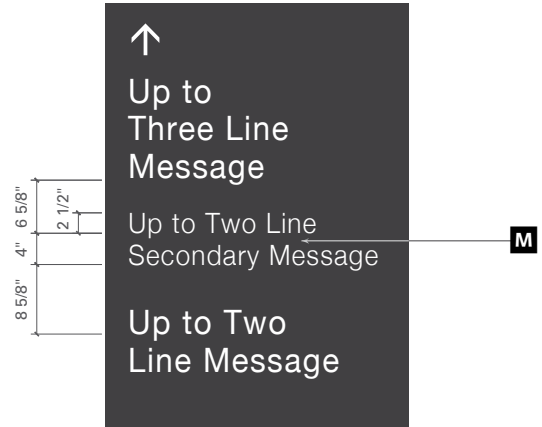 ↑
Up to
Three Line
Message
6 5/8"
2 1/2"
Up to Two Line
4"
Secondary Message
M
8 5/8"
Up to Two
Line Message